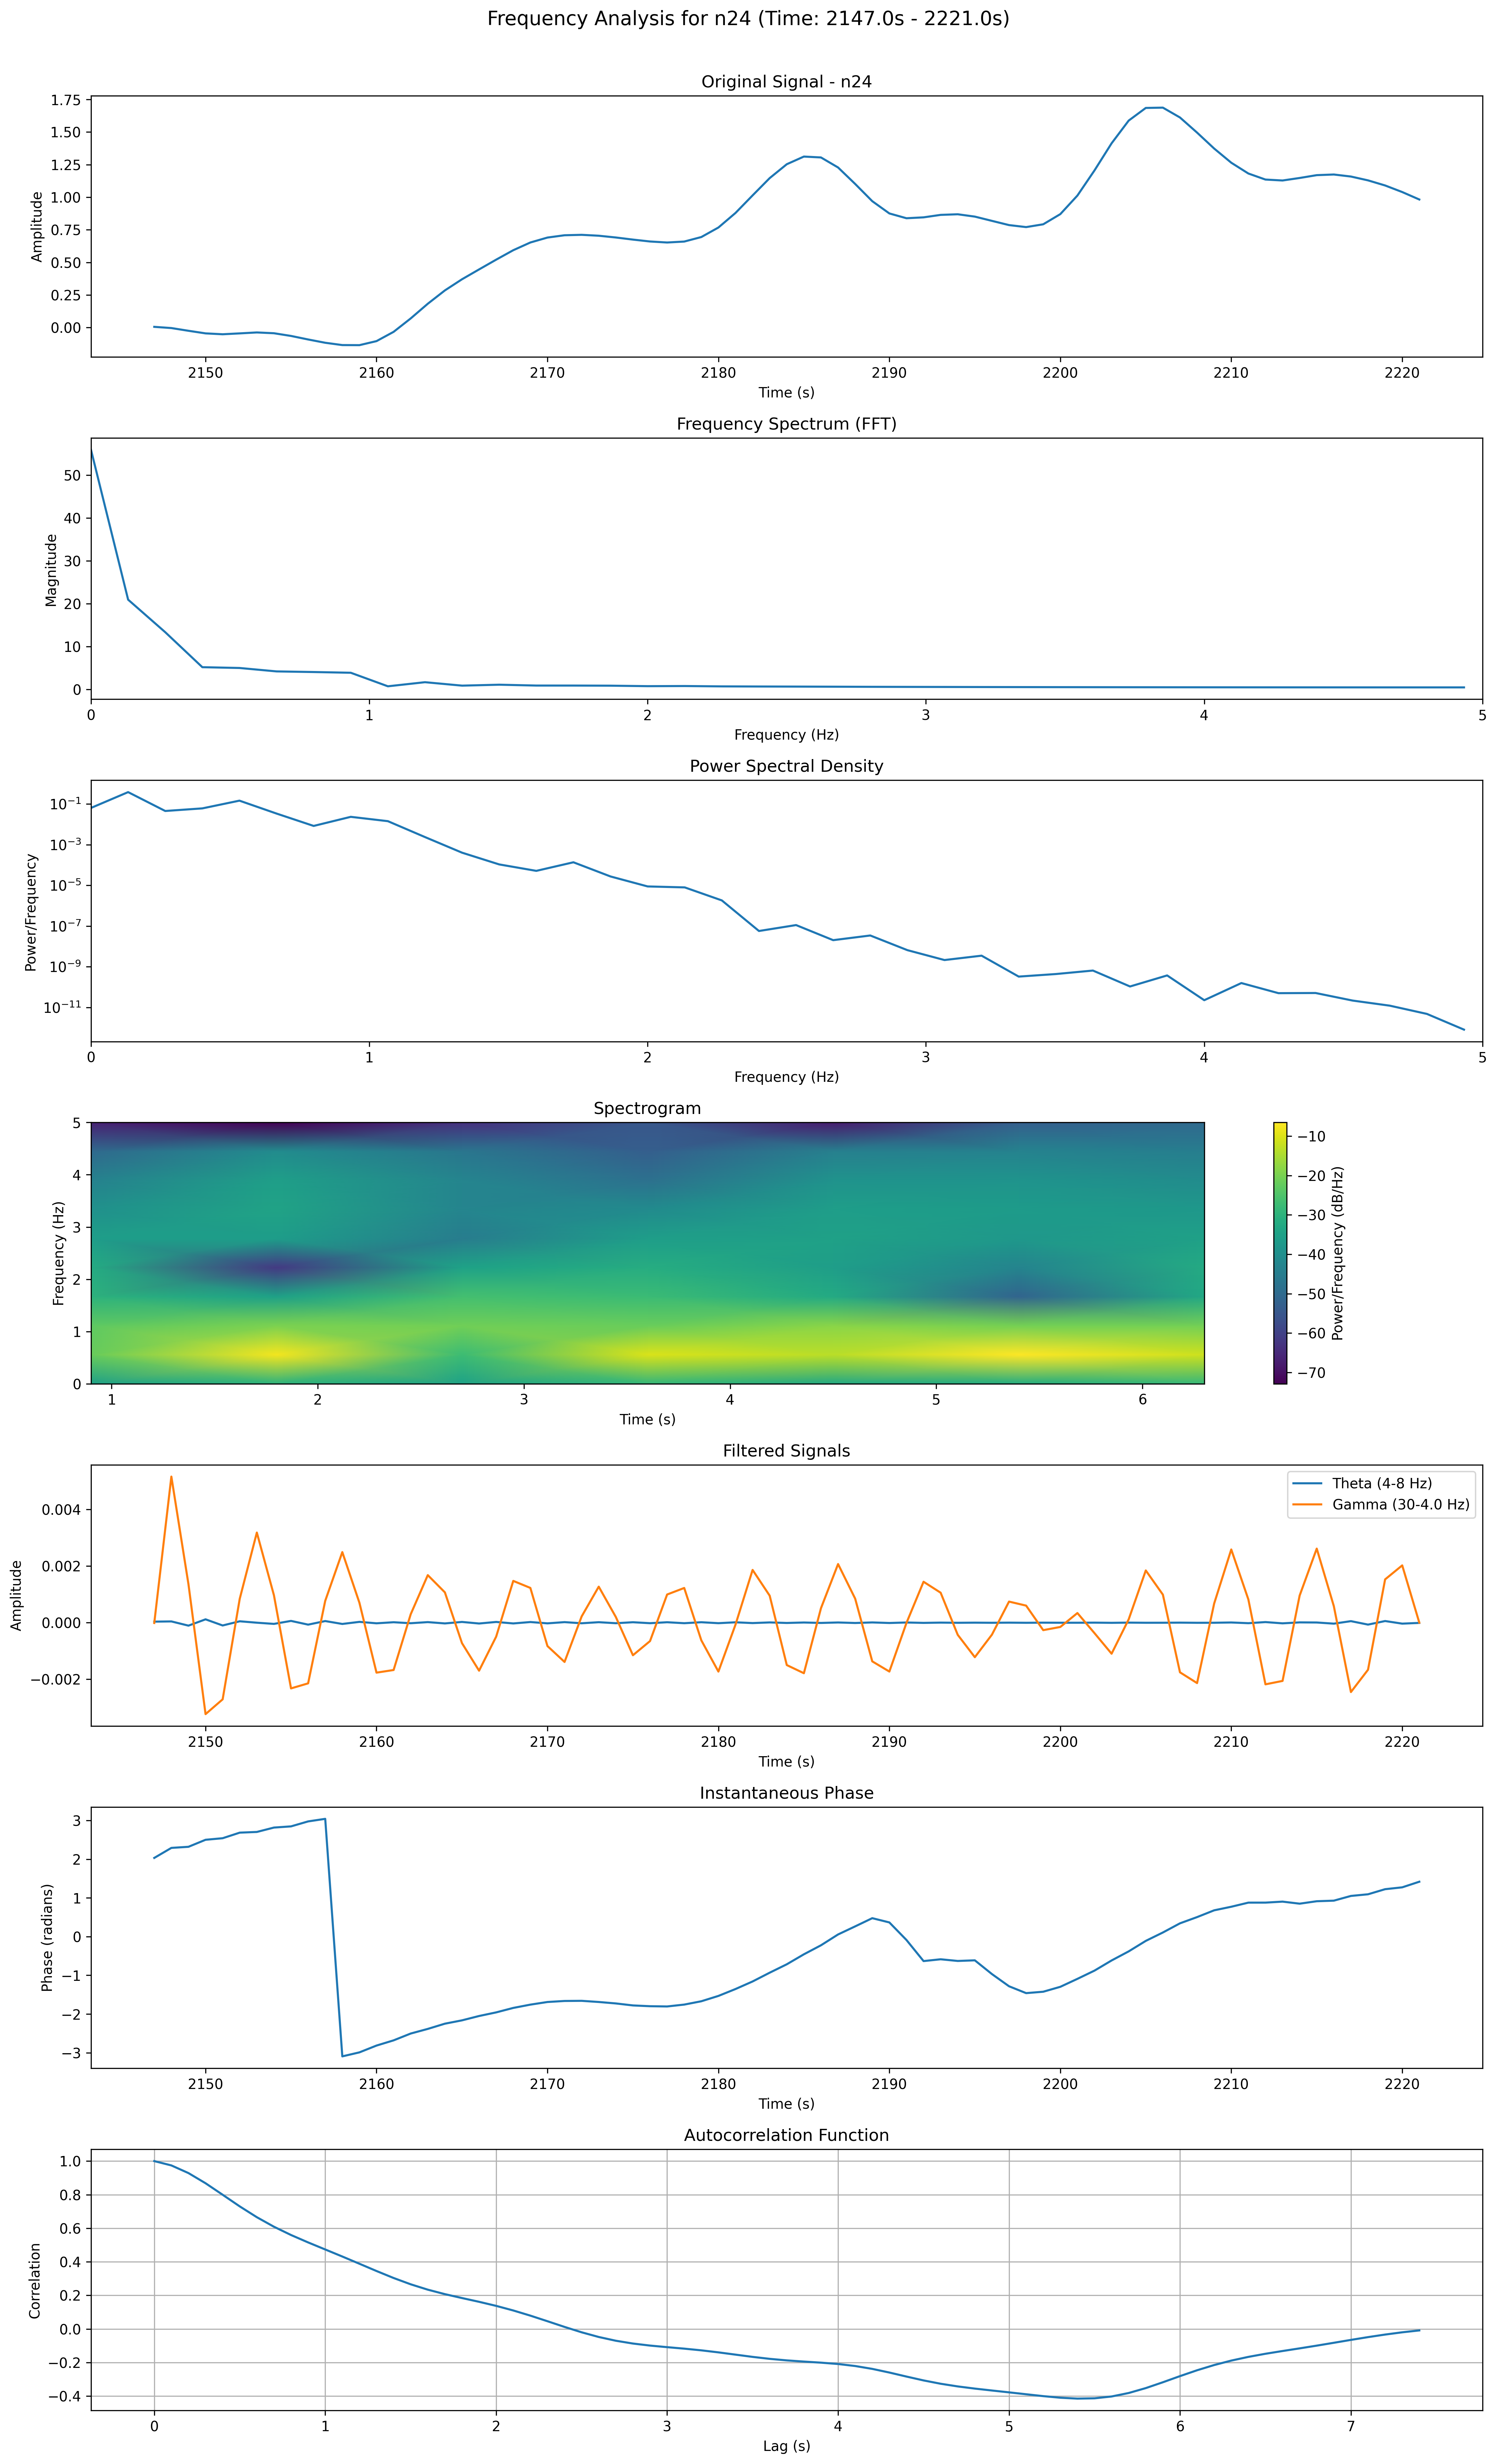 Frequency Analysis for n24 (Time: 2147.0s - 2221.0s)
Original Signal - n24
1.75
1.50
1.25
1.00
0.75
0.50
0.25
0.00
Amplitude
2150 2160 2170 2180 2190 2200 2210 2220
Time (s)
Frequency Spectrum (FFT)
50
40
30
20
10
0
Magnitude
0 1 2 3 4 5
Frequency (Hz)
Power Spectral Density
10⁻¹
10⁻³
10⁻⁵
10⁻⁷
10⁻⁹
10⁻¹¹
Power/Frequency
0 1 2 3 4 5
Frequency (Hz)
Spectrogram
5
4
3
2
1
0
Frequency (Hz)
1 2 3 4 5 6
Time (s)
−10
−20
−30
−40
−50
−60
−70
Power/Frequency (dB/Hz)
Filtered Signals
Theta (4-8 Hz)
Gamma (30-4.0 Hz)
0.004
0.002
0.000
−0.002
Amplitude
2150 2160 2170 2180 2190 2200 2210 2220
Time (s)
Instantaneous Phase
3
2
1
0
−1
−2
−3
Phase (radians)
2150 2160 2170 2180 2190 2200 2210 2220
Time (s)
Autocorrelation Function
1.0
0.8
0.6
0.4
0.2
0.0
−0.2
−0.4
Correlation
0 1 2 3 4 5 6 7
Lag (s)